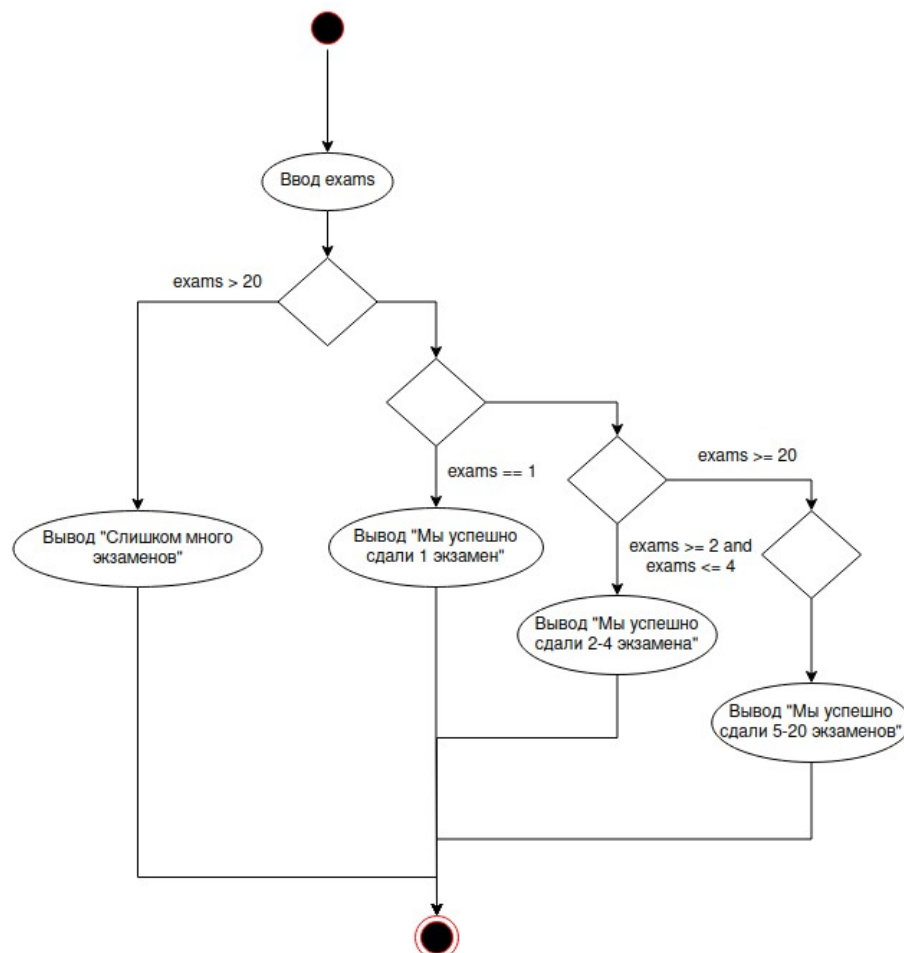 Ввод exams
exams > 20
exams == 1
exams >= 20
Вывод "Слишком много
экзаменов"
Вывод "Мы успешно
сдали 1 экзамен"
exams >= 2 and
exams <= 4
Вывод "Мы успешно
сдали 2-4 экзамена"
Вывод "Мы успешно
сдали 5-20 экзаменов"